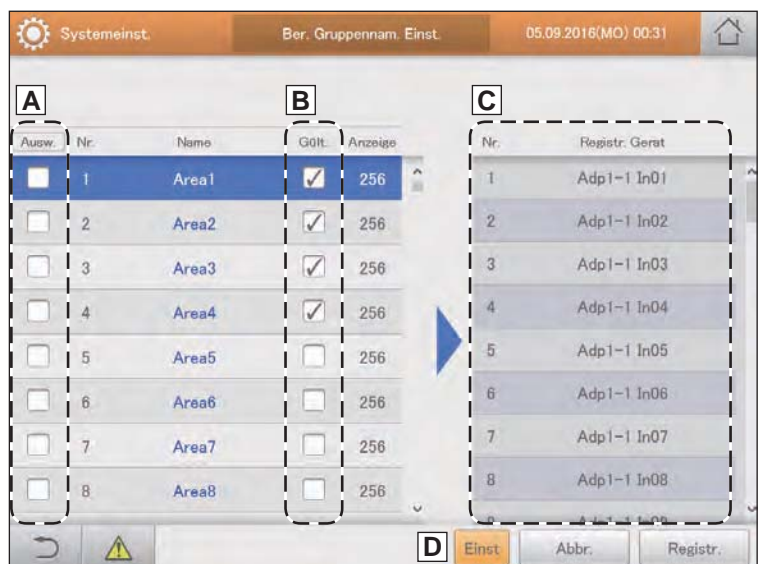 Systemeinst. Ber. Gruppennam. Einst. 05.09.2016(MO) 00:31
A B C
Ausw. Nr. Name Gült. Anzeige Nr. Registr. Gerät
1 Area1 256 1 Adp1-1 In01
2 Area2 256 2 Adp1-1 In02
3 Area3 256 3 Adp1-1 In03
4 Area4 256 4 Adp1-1 In04
5 Area5 256 5 Adp1-1 In05
6 Area6 256 6 Adp1-1 In06
7 Area7 256 7 Adp1-1 In07
8 Area8 256 8 Adp1-1 In08
D Einst Abbr. Registr.